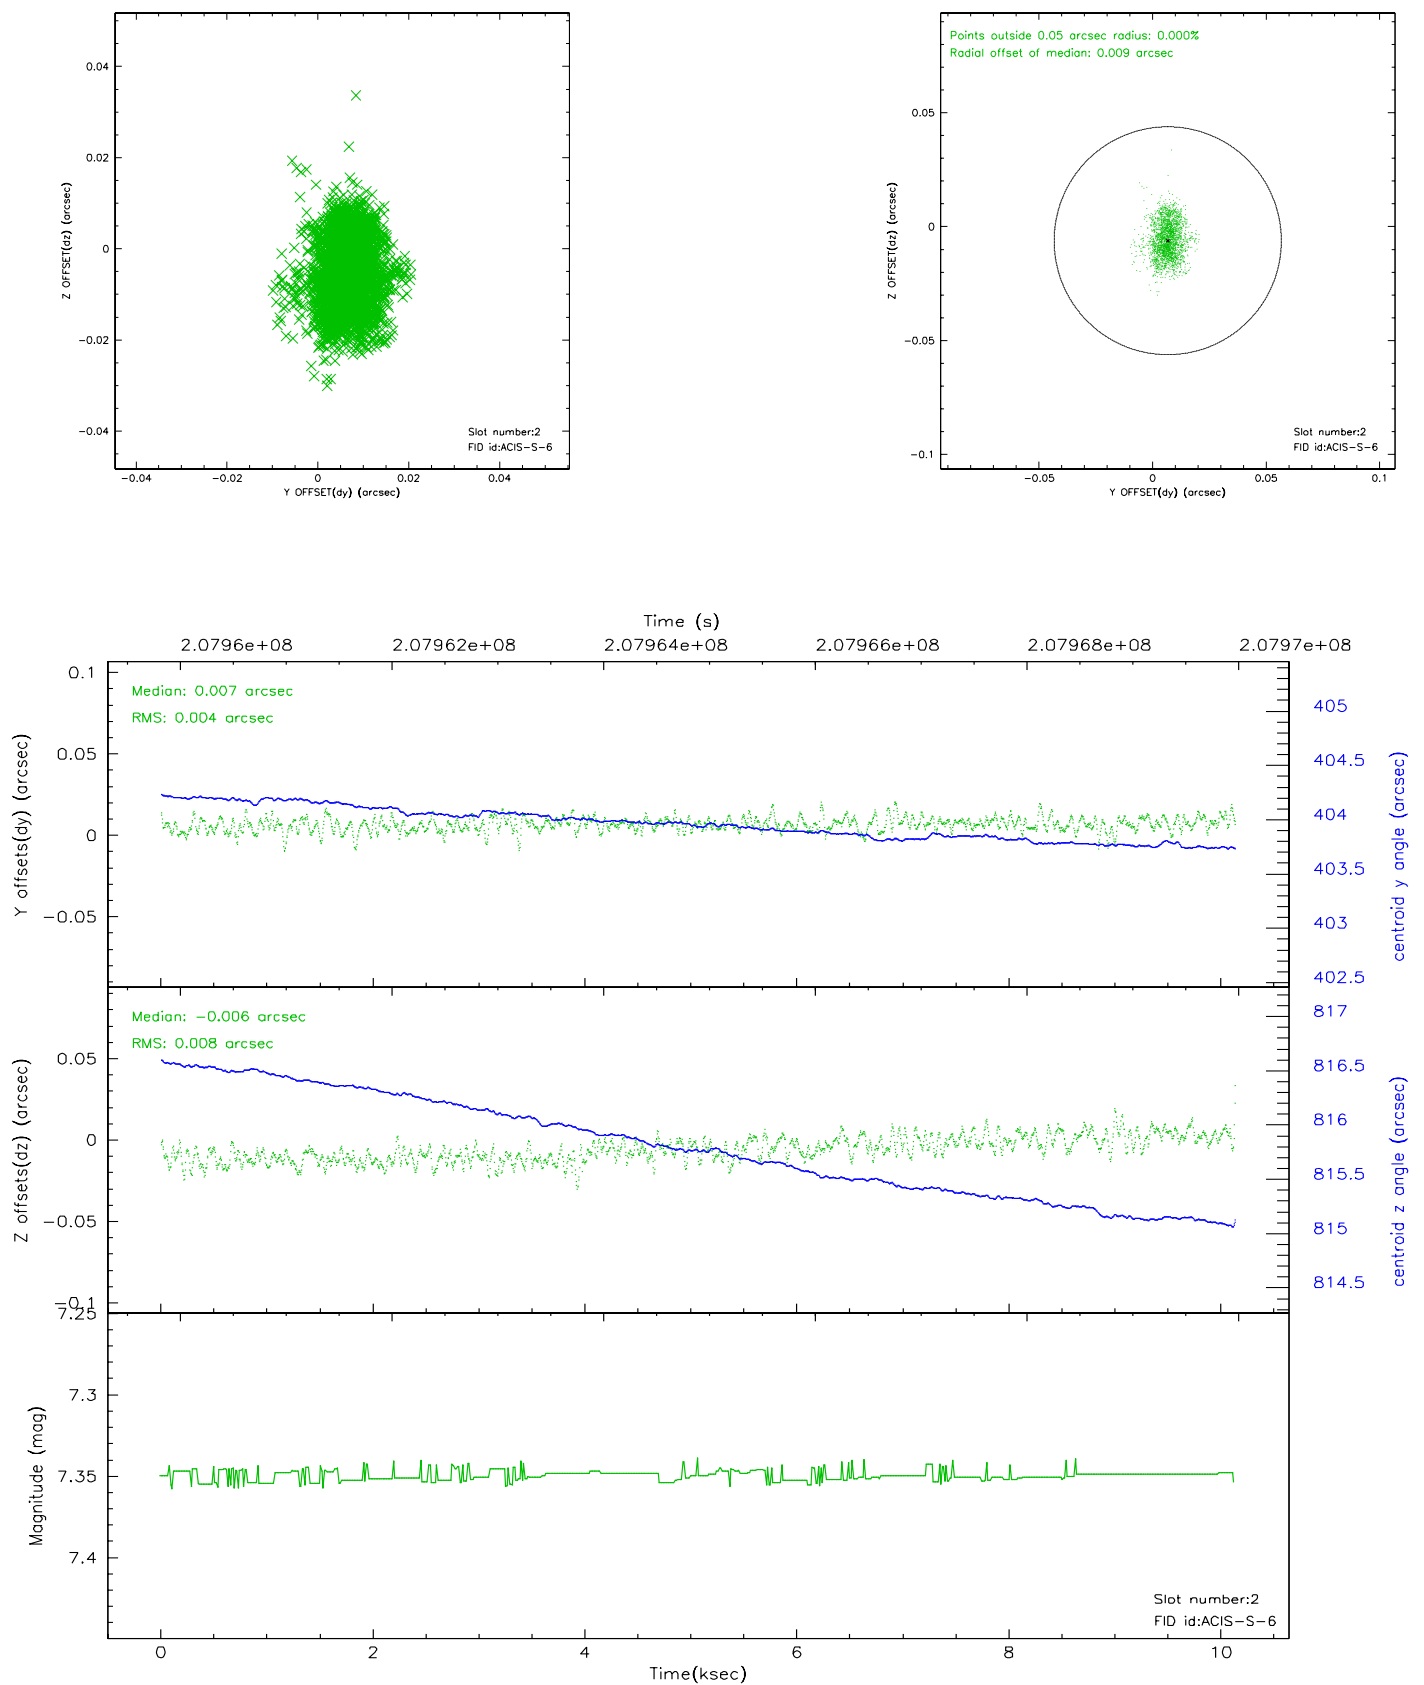 0.04
0.02
0
-0.02
-0.04
Z OFFSET(dz) (arcsec)
Slot number:2
FID id:ACIS-S-6
-0.04 -0.02 0 0.02 0.04
Y OFFSET(dy) (arcsec)
Points outside 0.05 arcsec radius: 0.000%
Radial offset of median: 0.009 arcsec
0.05
0
-0.05
-0.1
Z OFFSET(dz) (arcsec)
Slot number:2
FID id:ACIS-S-6
-0.05 0 0.05 0.1
Y OFFSET(dy) (arcsec)
Time (s)
2.0796e+08 2.07962e+08 2.07964e+08 2.07966e+08 2.07968e+08 2.0797e+08
Median: 0.007 arcsec
RMS: 0.004 arcsec
0.1
0.05
0
-0.05
Y offsets(dy) (arcsec)
405
404.5
404
403.5
403
402.5
centroid y angle (arcsec)
Median: -0.006 arcsec
RMS: 0.008 arcsec
0.05
0
-0.05
-0.1
Z offsets(dz) (arcsec)
817
816.5
816
815.5
815
814.5
centroid z angle (arcsec)
7.25
7.3
7.35
7.4
Magnitude (mag)
Slot number:2
FID id:ACIS-S-6
0 2 4 6 8 10
Time(ksec)